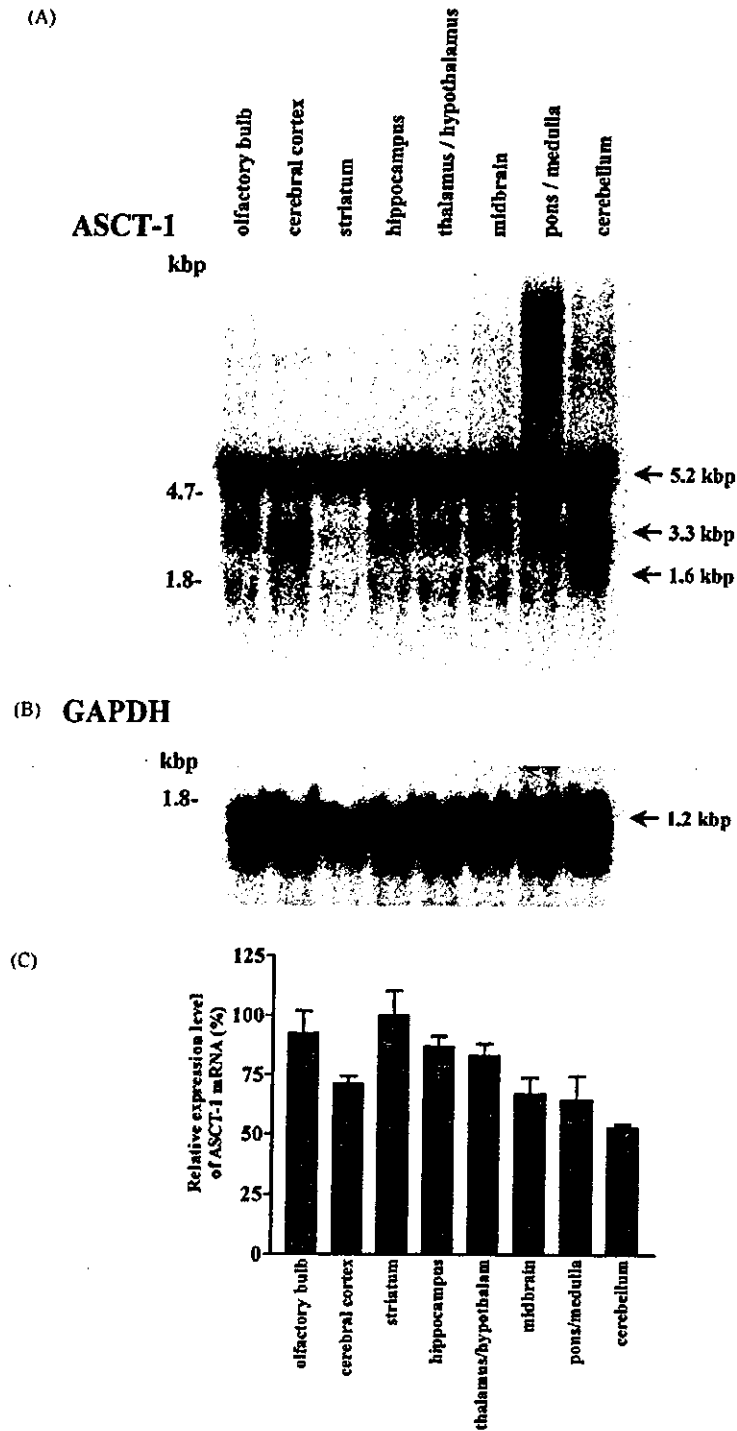 (A)
olfactory bulb
cerebral cortex
striatum
hippocampus
thalamus / hypothalamus
midbrain
pons / medulla
cerebellum
ASCT-1
kbp
4.7-
1.8-
← 5.2 kbp
← 3.3 kbp
← 1.6 kbp
(B) GAPDH
kbp
1.8-
← 1.2 kbp
(C)
Relative expression level
of ASCT-1 mRNA (%)
125
100
75
50
25
0
olfactory bulb
cerebral cortex
striatum
hippocampus
thalamus/hypothalam
midbrain
pons/medulla
cerebellum